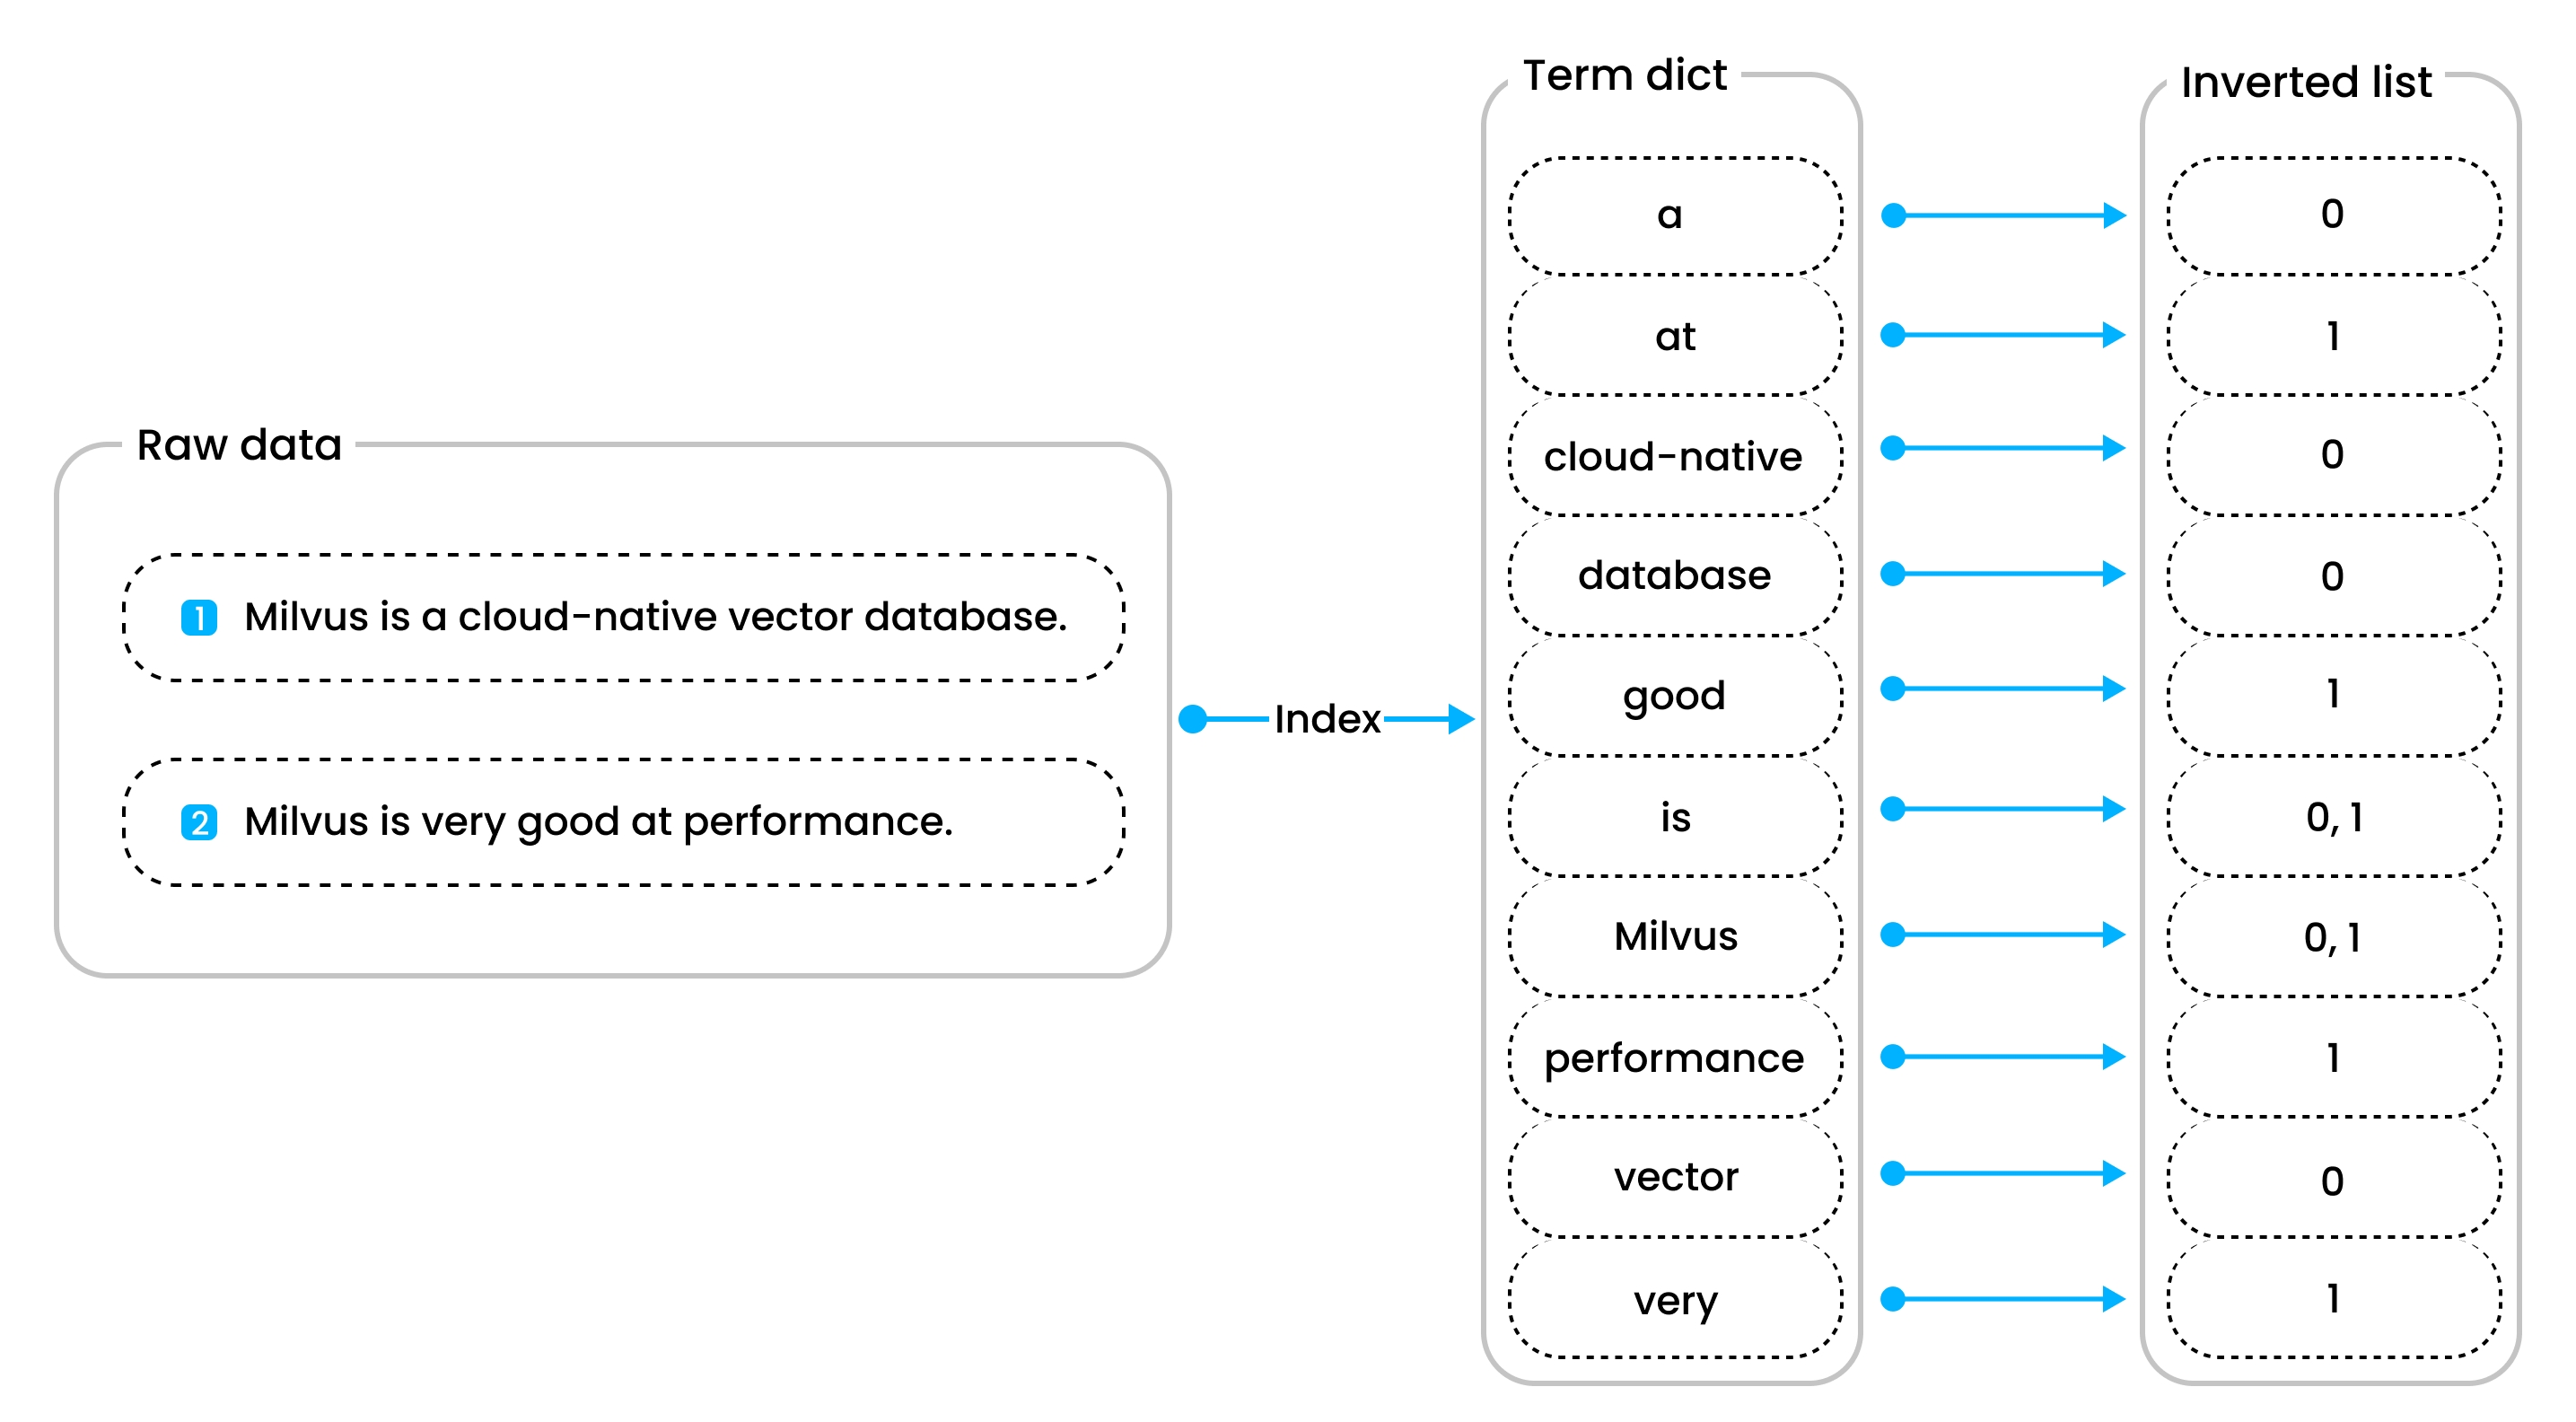 Raw data
1 Milvus is a cloud-native vector database.
2 Milvus is very good at performance.
Index
Term dict
a
at
cloud-native
database
good
is
Milvus
performance
vector
very
Inverted list
0
1
0
0
1
0, 1
0, 1
1
0
1